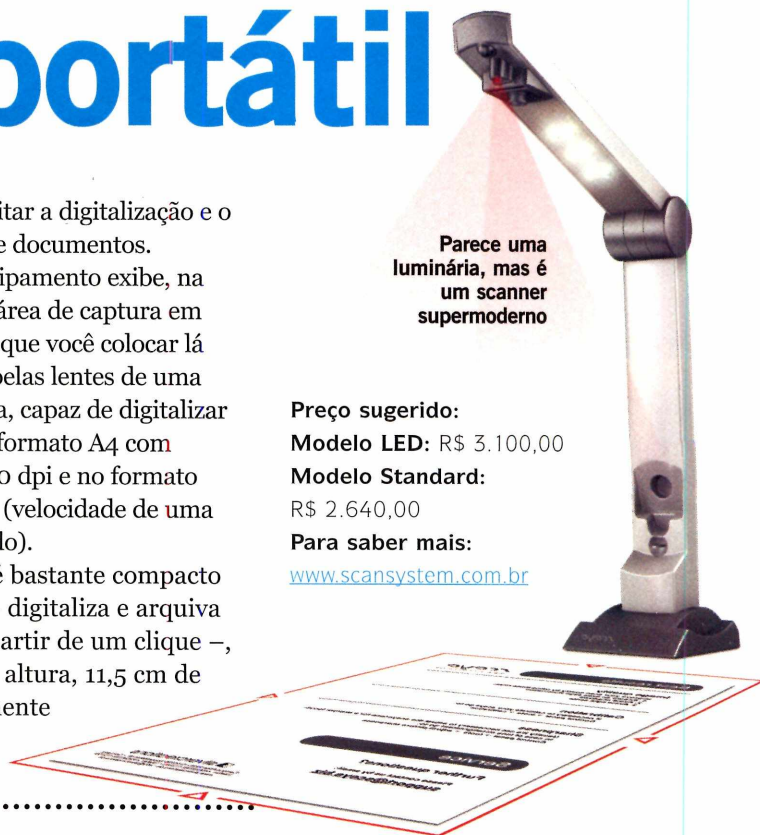 portátil
itar a digitalização e o
e documentos.
ipamento exibe, na
área de captura em
que você colocar lá
pelas lentes de uma
a, capaz de digitalizar
formato A4 com
0 dpi e no formato
(velocidade de uma
do).
é bastante compacto
digitaliza e arquiva
artir de um clique –,
altura, 11,5 cm de
mente
Parece uma
luminária, mas é
um scanner
supermoderno
Preço sugerido:
Modelo LED: R$ 3.100,00
Modelo Standard:
R$ 2.640,00
Para saber mais:
www.scansystem.com.br